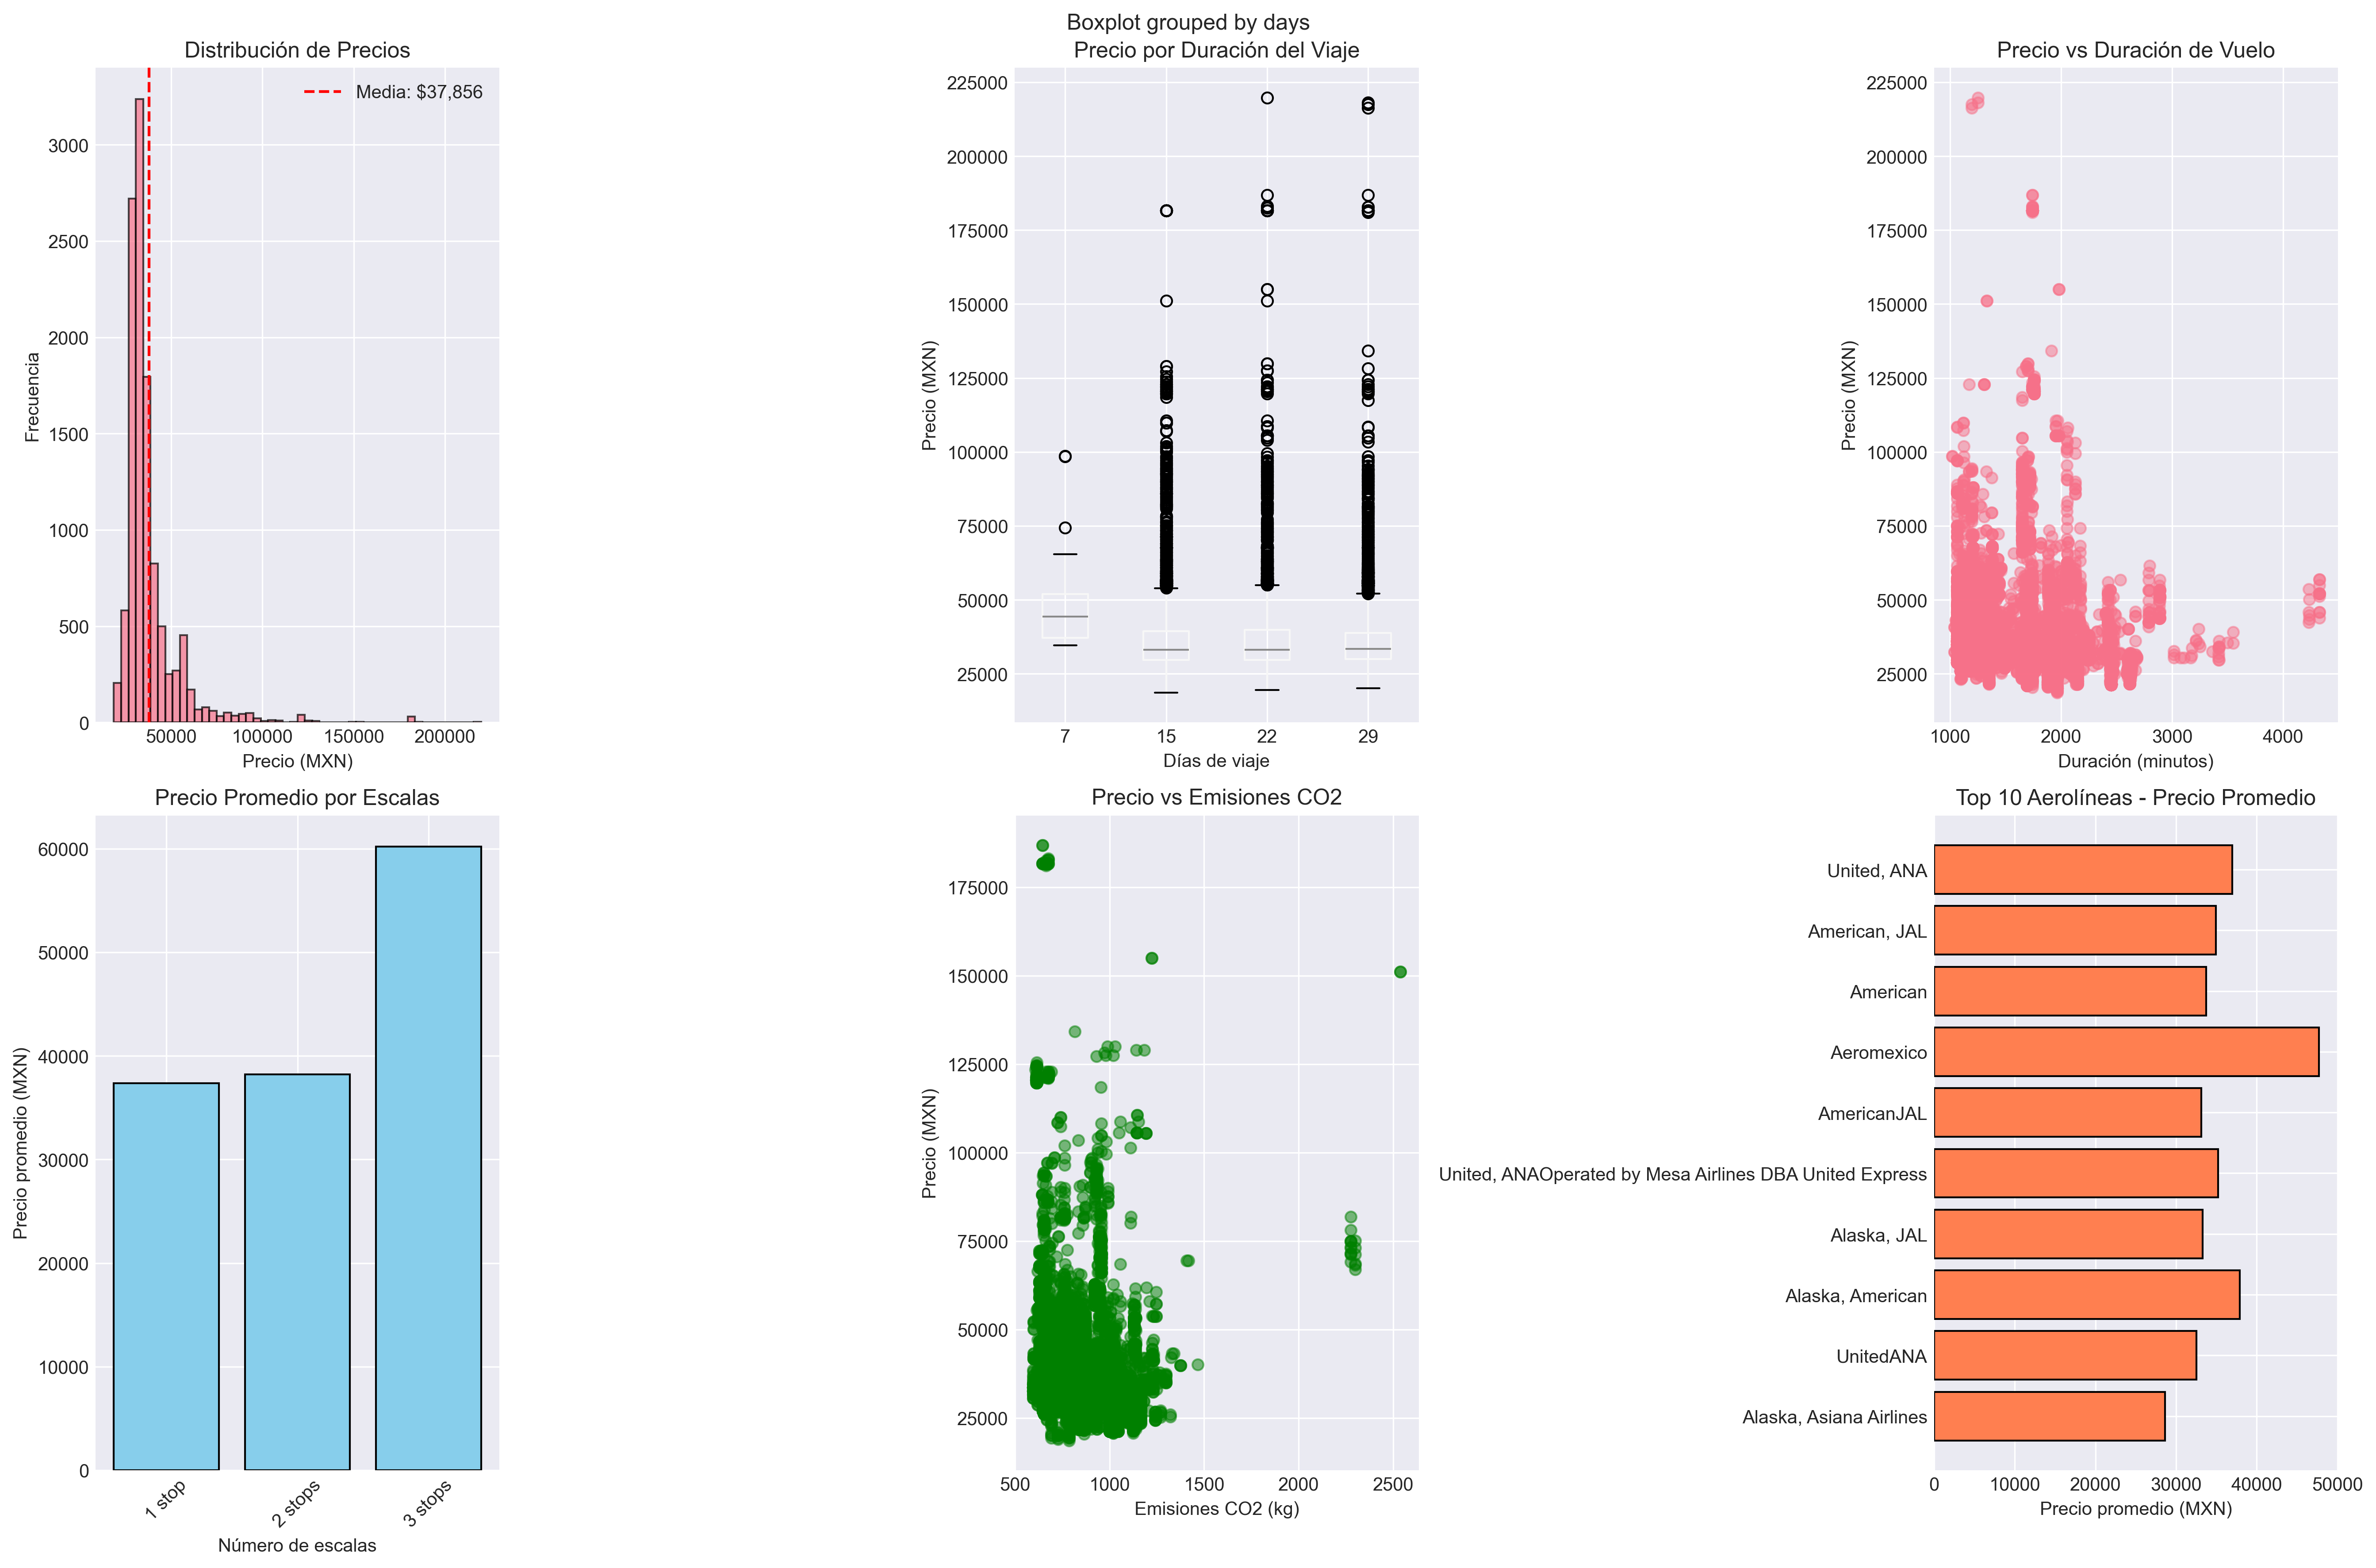 Boxplot grouped by days
Distribución de Precios
Media: $37,856
3000
2500
2000
1500
1000
500
0
Frecuencia
50000 100000 150000 200000
Precio (MXN)
Precio por Duración del Viaje
225000
200000
175000
150000
125000
100000
75000
50000
25000
Precio (MXN)
7 15 22 29
Días de viaje
Precio vs Duración de Vuelo
225000
200000
175000
150000
125000
100000
75000
50000
25000
Precio (MXN)
1000 2000 3000 4000
Duración (minutos)
Precio Promedio por Escalas
60000
50000
40000
30000
20000
10000
0
Precio promedio (MXN)
1 stop 2 stops 3 stops
Número de escalas
Precio vs Emisiones CO2
175000
150000
125000
100000
75000
50000
25000
Precio (MXN)
500 1000 1500 2000 2500
Emisiones CO2 (kg)
Top 10 Aerolíneas - Precio Promedio
United, ANA
American, JAL
American
Aeromexico
AmericanJAL
United, ANAOperated by Mesa Airlines DBA United Express
Alaska, JAL
Alaska, American
UnitedANA
Alaska, Asiana Airlines
0 10000 20000 30000 40000 50000
Precio promedio (MXN)